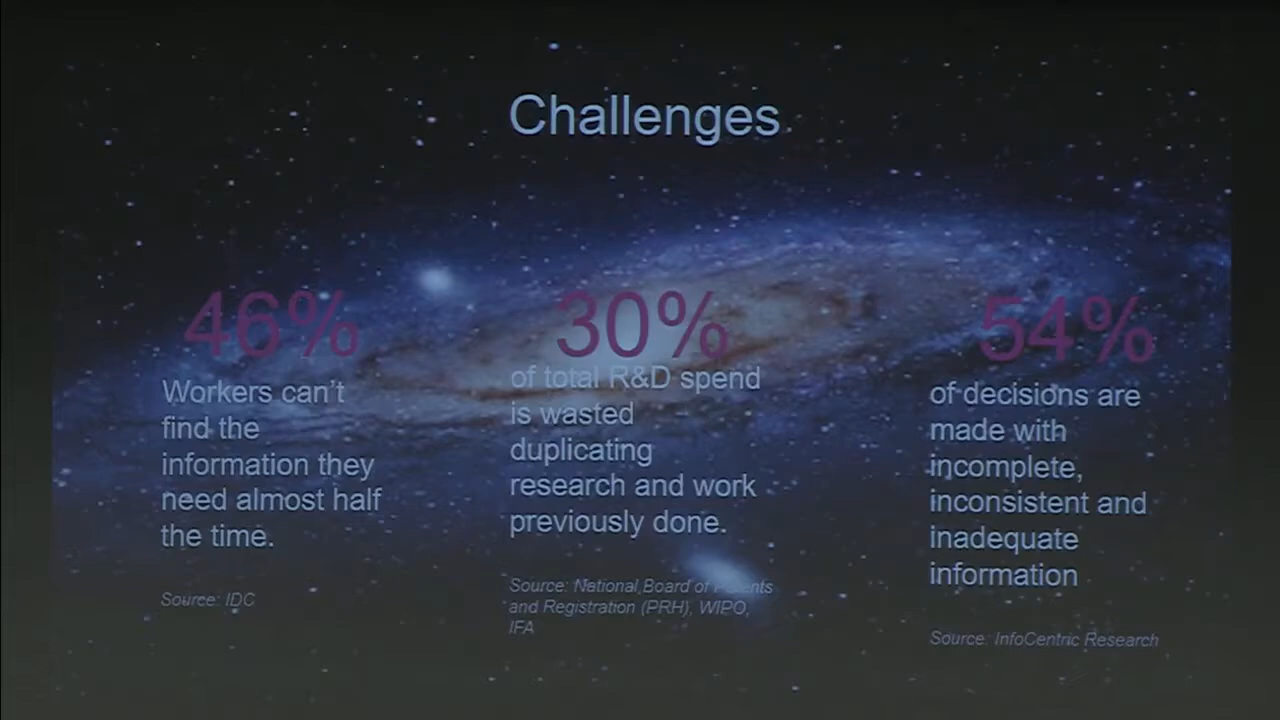 Challenges
46%
Workers can't
find the
information they
need almost half
the time.
Source: IDC
30%
of total R&D spend
is wasted
duplicating
research and work
previously done.
Source: National Board of Patents
and Registration (PRH), WIPO,
IFA
54%
of decisions are
made with
incomplete,
inconsistent and
inadequate
information
Source: InfoCentric Research